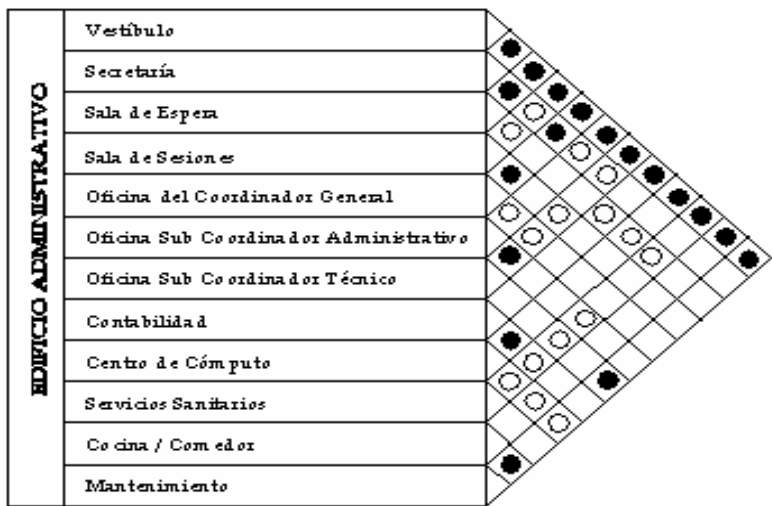 EDIFICIO ADMINISTRATIVO
Vestíbulo
Secretaría
Sala de Espera
Sala de Sesiones
Oficina del Coordinador General
Oficina Sub Coordinador Administrativo
Oficina Sub Coordinador Técnico
Contabilidad
Centro de Cómputo
Servicios Sanitarios
Cocina / Comedor
Mantenimiento